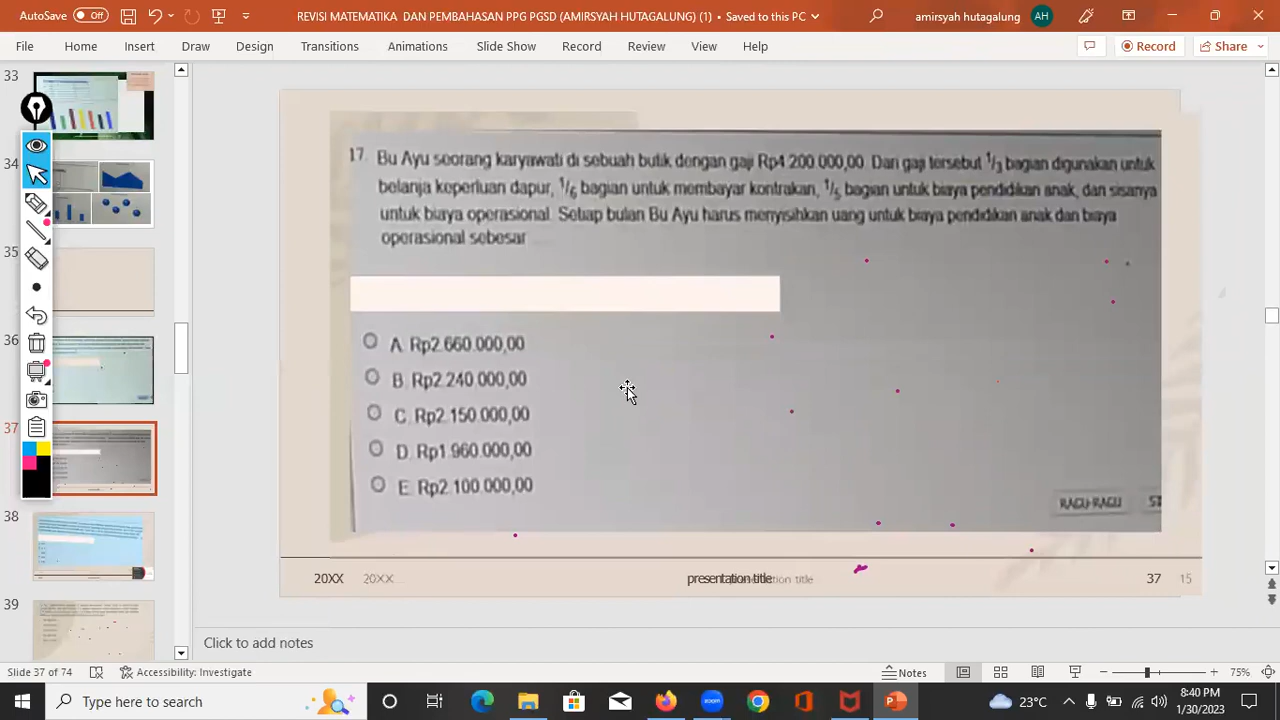 AutoSave Off REVISI MATEMATIKA DAN PEMBAHASAN PPG PGSD (AMIRSYAH HUTAGALUNG) (1) • Saved to this PC amirsyah hutagalung AH
File Home Insert Draw Design Transitions Animations Slide Show Record Review View Help Record Share
33
34
35
36
37
38
39
17. Bu Ayu seorang karyawati di sebuah butik dengan gaji Rp4.200.000,00. Dari gaji tersebut 1/3 bagian digunakan untuk
belanja keperluan dapur, 1/6 bagian untuk membayar kontrakan, 1/5 bagian untuk biaya pendidikan anak, dan sisanya
untuk biaya operasional. Setiap bulan Bu Ayu harus menyisihkan uang untuk biaya pendidikan anak dan biaya
operasional sebesar ...
A. Rp2.660.000,00
B. Rp2.240.000,00
C. Rp2.150.000,00
D. Rp1.960.000,00
E. Rp2.100.000,00
RAGU-RAGU
20XX 20XX presentation title 37 15
Click to add notes
Slide 37 of 74 Accessibility: Investigate Notes 75%
Type here to search 23°C 8:40 PM
1/30/2023